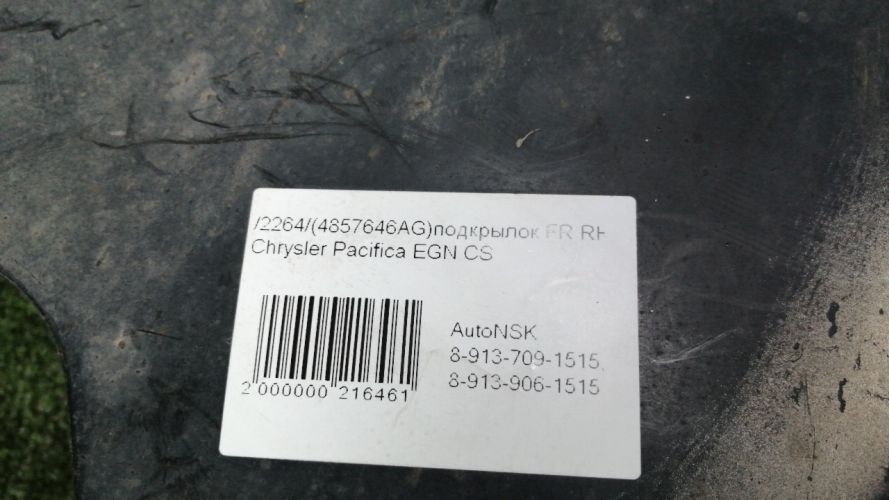 /2264/(4857646AG)подкрылок FR RH
Chrysler Pacifica EGN CS
AutoNSK
8-913-709-1515,
8-913-906-1515
2 000000 216461